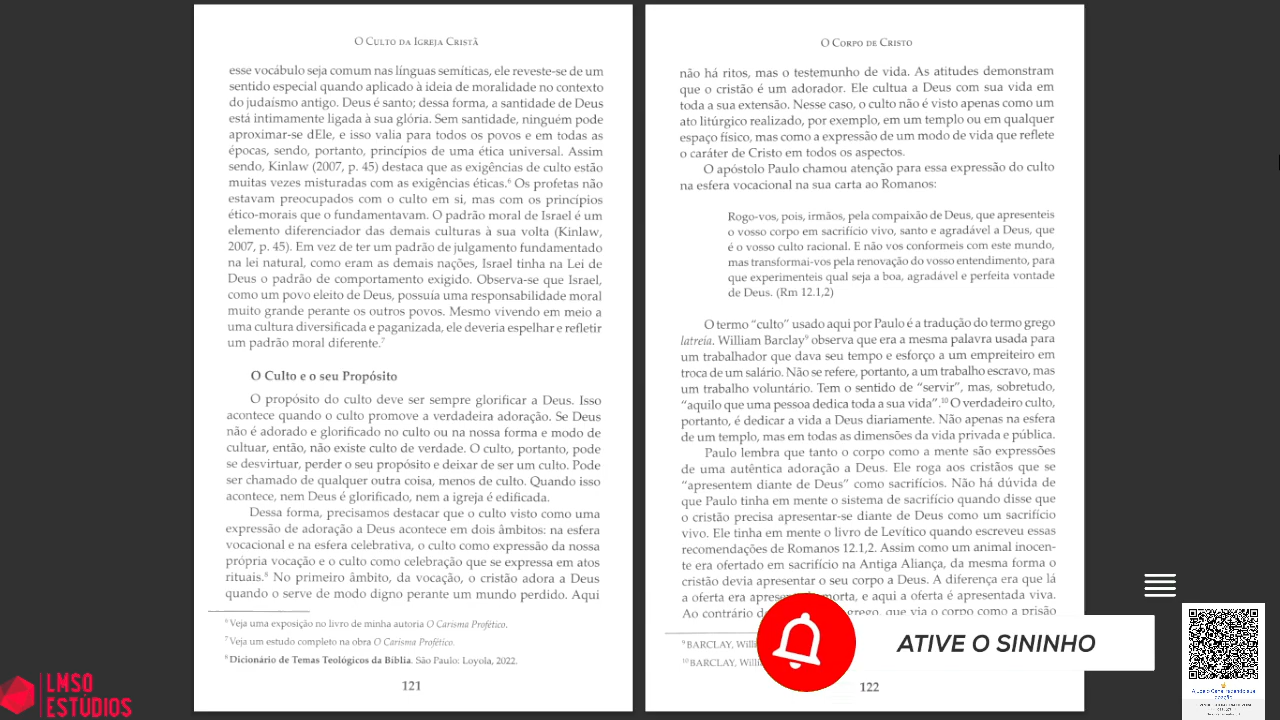 O Culto da Igreja Cristã
esse vocábulo seja comum nas línguas semíticas, ele reveste-se de um
sentido especial quando aplicado à ideia de moralidade no contexto
do judaísmo antigo. Deus é santo; dessa forma, a santidade de Deus
está intimamente ligada à sua glória. Sem santidade, ninguém pode
aproximar-se dEle, e isso valia para todos os povos e em todas as
épocas, sendo, portanto, princípios de uma ética universal. Assim
sendo, Kinlaw (2007, p. 45) destaca que as exigências de culto estão
muitas vezes misturadas com as exigências éticas.⁶ Os profetas não
estavam preocupados com o culto em si, mas com os princípios
ético-morais que o fundamentavam. O padrão moral de Israel é um
elemento diferenciador das demais culturas à sua volta (Kinlaw,
2007, p. 45). Em vez de ter um padrão de julgamento fundamentado
na lei natural, como eram as demais nações, Israel tinha na Lei de
Deus o padrão de comportamento exigido. Observa-se que Israel,
como um povo eleito de Deus, possuía uma responsabilidade moral
muito grande perante os outros povos. Mesmo vivendo em meio a
uma cultura diversificada e paganizada, ele deveria espelhar e refletir
um padrão moral diferente.⁷
O Culto e o seu Propósito
O propósito do culto deve ser sempre glorificar a Deus. Isso
acontece quando o culto promove a verdadeira adoração. Se Deus
não é adorado e glorificado no culto ou na nossa forma e modo de
cultuar, então, não existe culto de verdade. O culto, portanto, pode
se desvirtuar, perder o seu propósito e deixar de ser um culto. Pode
ser chamado de qualquer outra coisa, menos de culto. Quando isso
acontece, nem Deus é glorificado, nem a igreja é edificada.
Dessa forma, precisamos destacar que o culto visto como uma
expressão de adoração a Deus acontece em dois âmbitos: na esfera
vocacional e na esfera celebrativa, o culto como expressão da nossa
própria vocação e o culto como celebração que se expressa em atos
rituais.⁸ No primeiro âmbito, da vocação, o cristão adora a Deus
quando o serve de modo digno perante um mundo perdido. Aqui
⁶ Veja uma exposição no livro de minha autoria O Carisma Profético.
⁷ Veja um estudo completo na obra O Carisma Profético.
⁸ Dicionário de Temas Teológicos da Bíblia. São Paulo: Loyola, 2022.
121
O Corpo de Cristo
não há ritos, mas o testemunho de vida. As atitudes demonstram
que o cristão é um adorador. Ele cultua a Deus com sua vida em
toda a sua extensão. Nesse caso, o culto não é visto apenas como um
ato litúrgico realizado, por exemplo, em um templo ou em qualquer
espaço físico, mas como a expressão de um modo de vida que reflete
o caráter de Cristo em todos os aspectos.
O apóstolo Paulo chamou atenção para essa expressão do culto
na esfera vocacional na sua carta ao Romanos:
Rogo-vos, pois, irmãos, pela compaixão de Deus, que apresenteis
o vosso corpo em sacrifício vivo, santo e agradável a Deus, que
é o vosso culto racional. E não vos conformeis com este mundo,
mas transformai-vos pela renovação do vosso entendimento, para
que experimenteis qual seja a boa, agradável e perfeita vontade
de Deus. (Rm 12.1,2)
O termo “culto” usado aqui por Paulo é a tradução do termo grego
latreia. William Barclay⁹ observa que era a mesma palavra usada para
um trabalhador que dava seu tempo e esforço a um empreiteiro em
troca de um salário. Não se refere, portanto, a um trabalho escravo, mas
um trabalho voluntário. Tem o sentido de “servir”, mas, sobretudo,
“aquilo que uma pessoa dedica toda a sua vida”.¹⁰ O verdadeiro culto,
portanto, é dedicar a vida a Deus diariamente. Não apenas na esfera
de um templo, mas em todas as dimensões da vida privada e pública.
Paulo lembra que tanto o corpo como a mente são expressões
de uma autêntica adoração a Deus. Ele roga aos cristãos que se
“apresentem diante de Deus” como sacrifícios. Não há dúvida de
que Paulo tinha em mente o sistema de sacrifício quando disse que
o cristão precisa apresentar-se diante de Deus como um sacrifício
vivo. Ele tinha em mente o livro de Levítico quando escreveu essas
recomendações de Romanos 12.1,2. Assim como um animal inocen-
te era ofertado em sacrifício na Antiga Aliança, da mesma forma o
cristão devia apresentar o seu corpo a Deus. A diferença era que lá
a oferta era morta, e aqui a oferta é apresentada viva.
Ao contrário grego, que via o corpo como a prisão
⁹ BARCLAY,
¹⁰ BARCLAY,
122
ATIVE O SININHO
LMSO
ESTÚDIOS